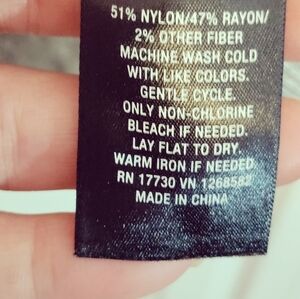 51% NYLON/47% RAYON/
2% OTHER FIBER
MACHINE WASH COLD
WITH LIKE COLORS.
GENTLE CYCLE.
ONLY NON-CHLORINE
BLEACH IF NEEDED.
LAY FLAT TO DRY.
WARM IRON IF NEEDED
RN 17730 VN 1268582
MADE IN CHINA